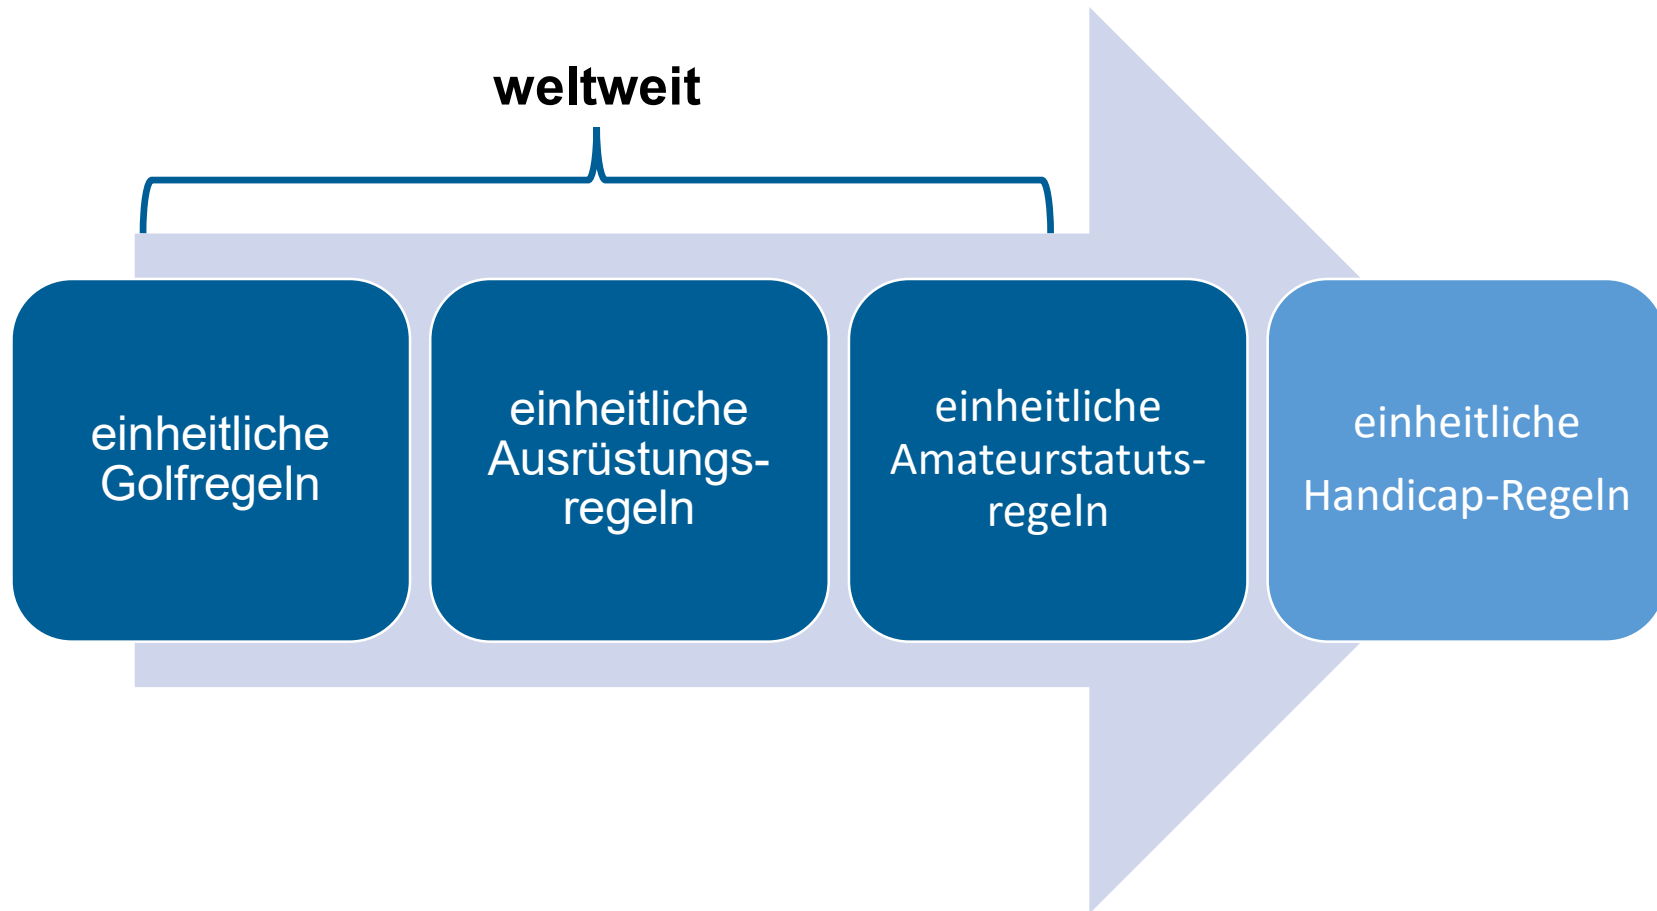 weltweit
einheitliche
Golfregeln
einheitliche
Ausrüstungs-
regeln
einheitliche
Amateurstatuts-
regeln
einheitliche
Handicap-Regeln